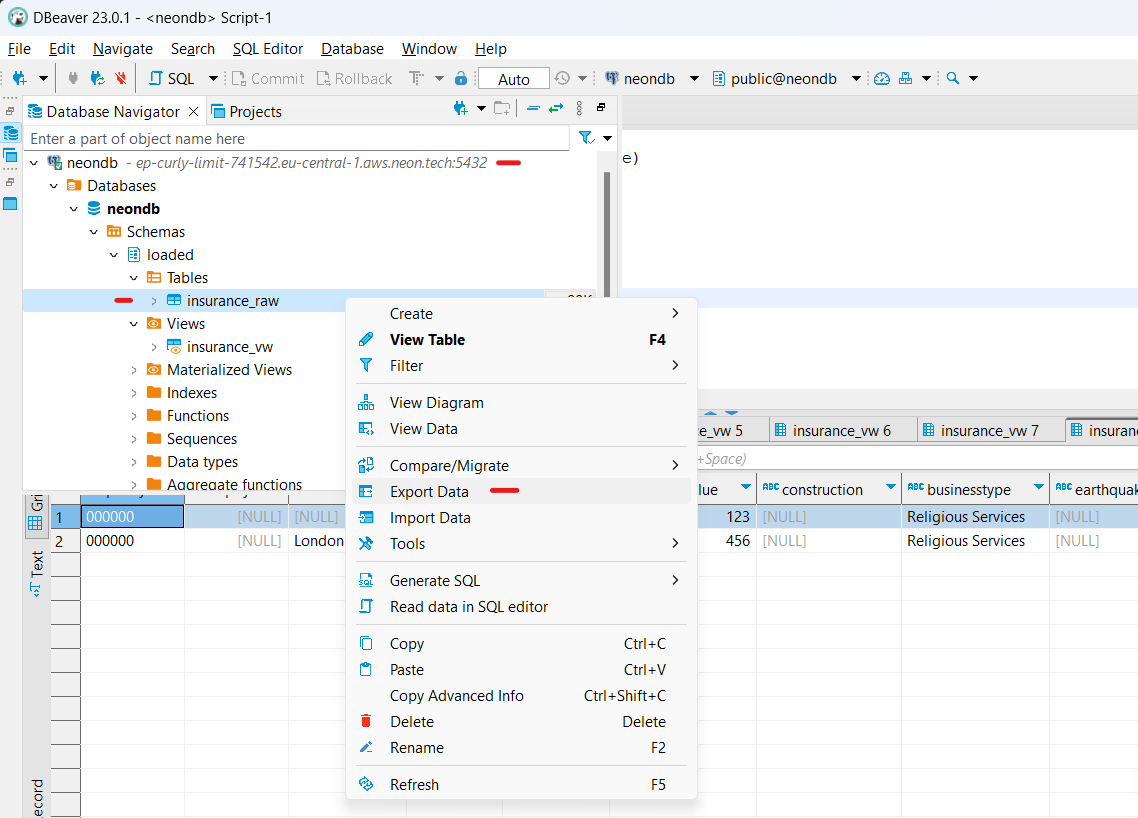 DBeaver 23.0.1 - <neondb> Script-1
File Edit Navigate Search SQL Editor Database Window Help
SQL Commit Rollback Auto neondb public@neondb
Database Navigator Projects
Enter a part of object name here
neondb - ep-curly-limit-741542.eu-central-1.aws.neon.tech:5432
e)
Databases
neondb
Schemas
loaded
Tables
insurance_raw
Views
insurance_vw
Materialized Views
Indexes
Functions
Sequences
Data types
Aggregate functions
Create
View Table F4
Filter
View Diagram
View Data
Compare/Migrate
Export Data
Import Data
Tools
Generate SQL
Read data in SQL editor
Copy Ctrl+C
Paste Ctrl+V
Copy Advanced Info Ctrl+Shift+C
Delete Delete
Rename F2
Refresh F5
ce_vw 5 insurance_vw 6 insurance_vw 7 insuran
+Space)
lue ABC construction ABC businesstype ABC earthquak
1 000000 [NULL] [NULL] 123 [NULL] Religious Services [NULL]
2 000000 [NULL] London 456 [NULL] Religious Services [NULL]
Gri
Text
ecord